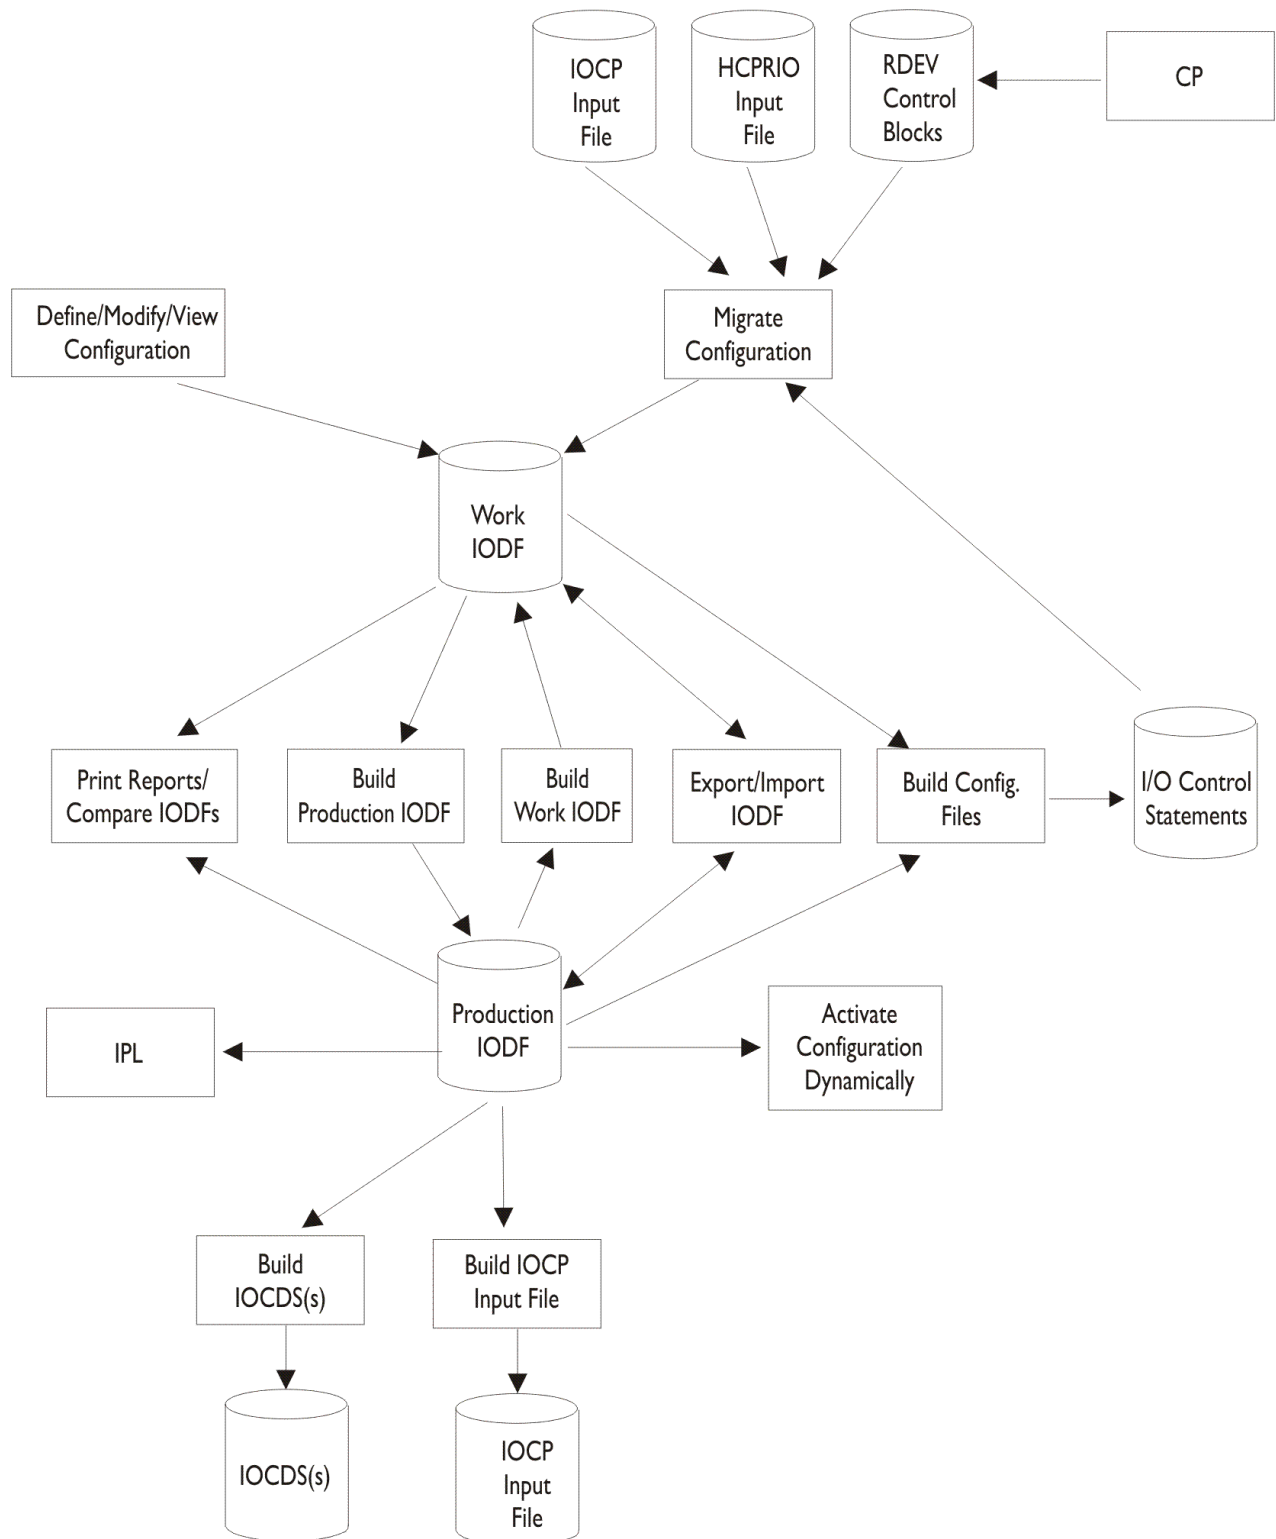 IOCP
Input
File
HCPRIO
Input
File
RDEV
Control
Blocks
CP
Define/Modify/View
Configuration
Migrate
Configuration
Work
IODF
Print Reports/
Compare IODFs
Build
Production IODF
Build
Work IODF
Export/Import
IODF
Build Config.
Files
I/O Control
Statements
Production
IODF
IPL
Activate
Configuration
Dynamically
Build
IOCDS(s)
Build IOCP
Input File
IOCDS(s)
IOCP
Input
File